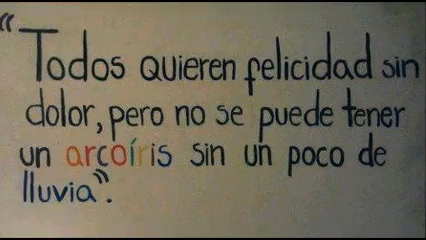 “Todos quieren felicidad sin
dolor, pero no se puede tener
un arcoíris sin un poco de
lluvia”.